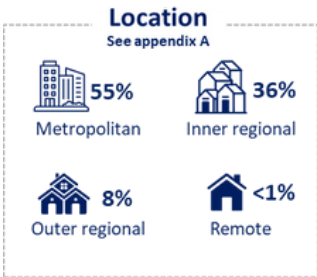 Location
See appendix A
55%
Metropolitan
36%
Inner regional
8%
Outer regional
<1%
Remote